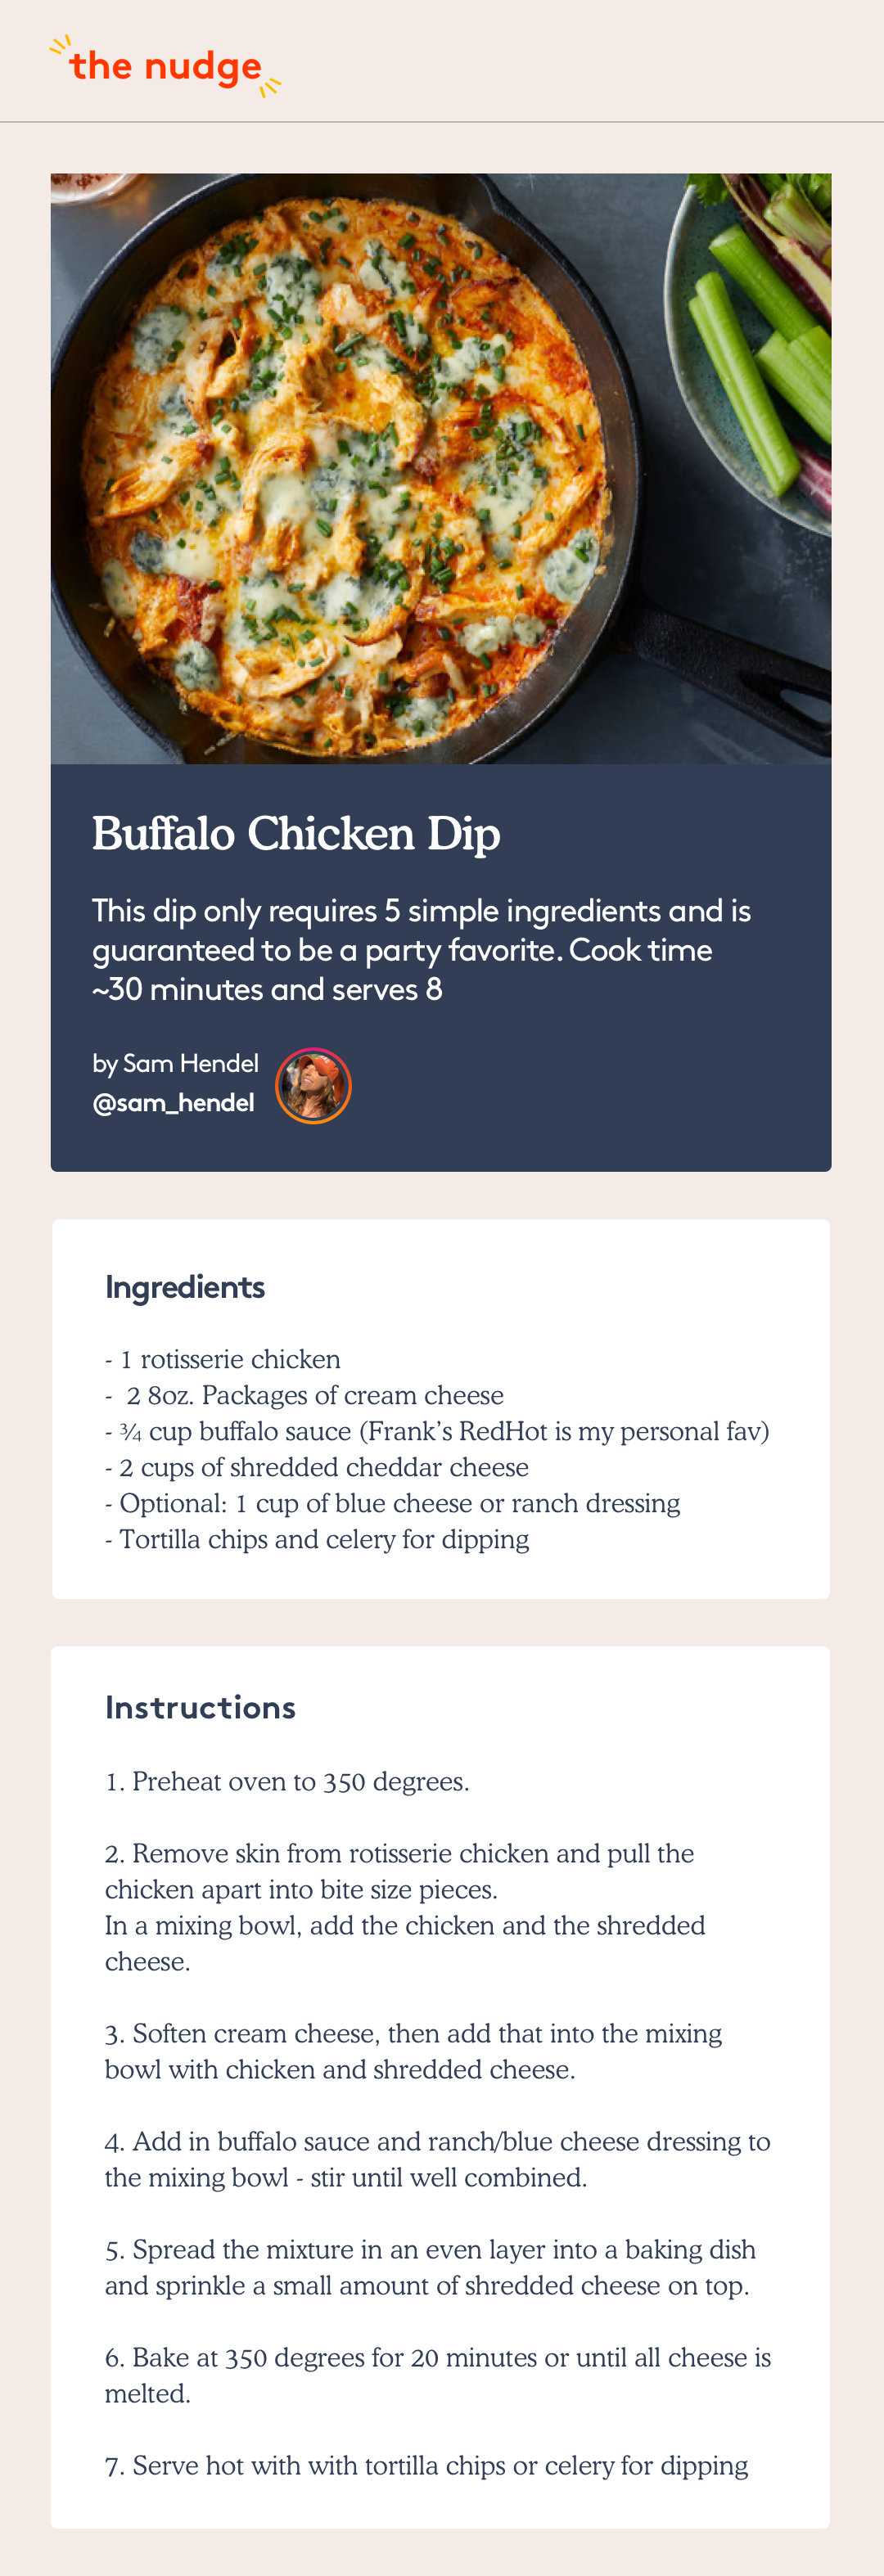 the nudge
Buffalo Chicken Dip
This dip only requires 5 simple ingredients and is
guaranteed to be a party favorite. Cook time
~30 minutes and serves 8
by Sam Hendel
@sam_hendel
Ingredients
- 1 rotisserie chicken
-  2 8oz. Packages of cream cheese
- ¾ cup buffalo sauce (Frank’s RedHot is my personal fav)
- 2 cups of shredded cheddar cheese
- Optional: 1 cup of blue cheese or ranch dressing
- Tortilla chips and celery for dipping
Instructions
1. Preheat oven to 350 degrees.
2. Remove skin from rotisserie chicken and pull the
chicken apart into bite size pieces.
In a mixing bowl, add the chicken and the shredded
cheese.
3. Soften cream cheese, then add that into the mixing
bowl with chicken and shredded cheese.
4. Add in buffalo sauce and ranch/blue cheese dressing to
the mixing bowl - stir until well combined.
5. Spread the mixture in an even layer into a baking dish
and sprinkle a small amount of shredded cheese on top.
6. Bake at 350 degrees for 20 minutes or until all cheese is
melted.
7. Serve hot with with tortilla chips or celery for dipping